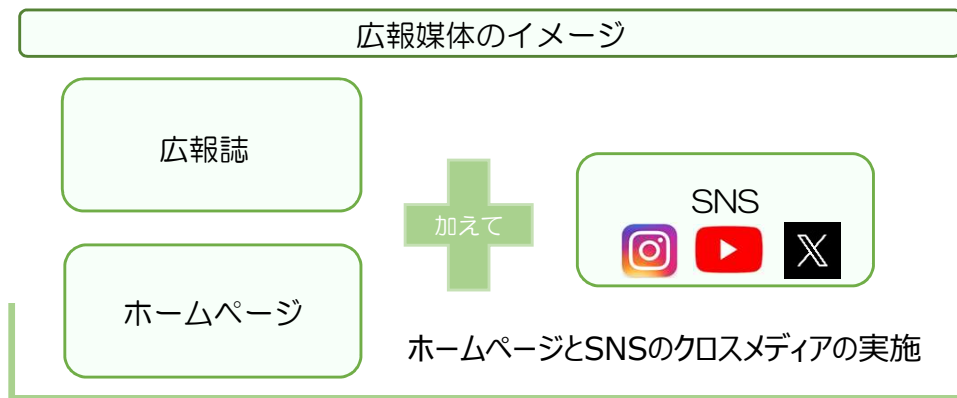 広報媒体のイメージ
広報誌
加えて
SNS
ホームページ
ホームページとSNSのクロスメディアの実施